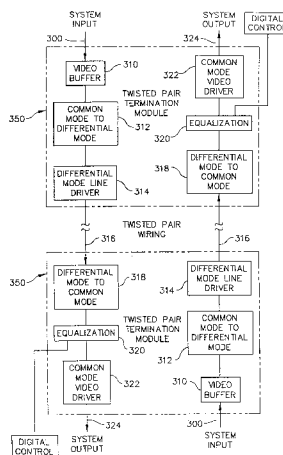 SYSTEM
INPUT
300
SYSTEM
OUTPUT
324
DIGITAL
CONTROL
VIDEO
BUFFER
310
322
COMMON
MODE
VIDEO
DRIVER
350
COMMON
MODE TO
DIFFERENTIAL
MODE
312
TWISTED PAIR
TERMINATION
MODULE
EQUALIZATION
320
318
DIFFERENTIAL
MODE TO
COMMON
MODE
DIFFERENTIAL
MODE LINE
DRIVER
314
TWISTED
PAIR
WIRING
316
316
350
DIFFERENTIAL
MODE TO
COMMON
MODE
318
314
DIFFERENTIAL
MODE LINE
DRIVER
EQUALIZATION
320
TWISTED PAIR
TERMINATION
MODULE
COMMON
MODE TO
DIFFERENTIAL
MODE
312
COMMON
MODE
VIDEO
DRIVER
322
310
VIDEO
BUFFER
DIGITAL
CONTROL
324
SYSTEM
OUTPUT
300
SYSTEM
INPUT